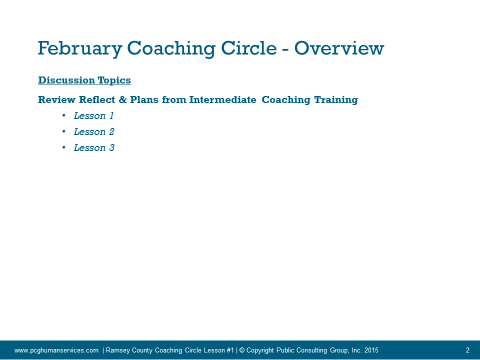 February Coaching Circle - Overview
Discussion Topics
Review Reflect & Plans from Intermediate Coaching Training
• Lesson 1
• Lesson 2
• Lesson 3
www.pcghumanservices.com | Ramsey County Coaching Circle Lesson #1 | © Copyright Public Consulting Group, Inc. 2015
2